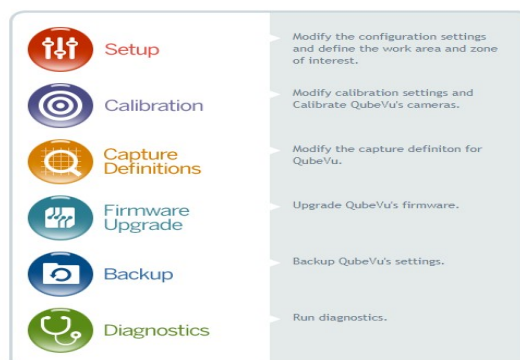 Setup
Modify the configuration settings
and define the work area and zone
of interest.
Calibration
Modify calibration settings and
Calibrate QubeVu's cameras.
Capture
Definitions
Modify the capture definiton for
QubeVu.
Firmware
Upgrade
Upgrade QubeVu's firmware.
Backup
Backup QubeVu's settings.
Diagnostics
Run diagnostics.